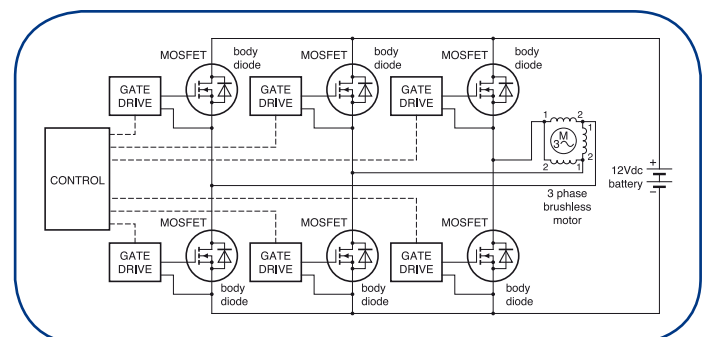 MOSFET
body
diode
MOSFET
body
diode
MOSFET
body
diode
GATE
DRIVE
GATE
DRIVE
GATE
DRIVE
1
2
M
3
1
2
2
1
CONTROL
+
12Vdc
battery
−
3 phase
brushless
motor
MOSFET
MOSFET
MOSFET
GATE
DRIVE
GATE
DRIVE
GATE
DRIVE
body
diode
body
diode
body
diode